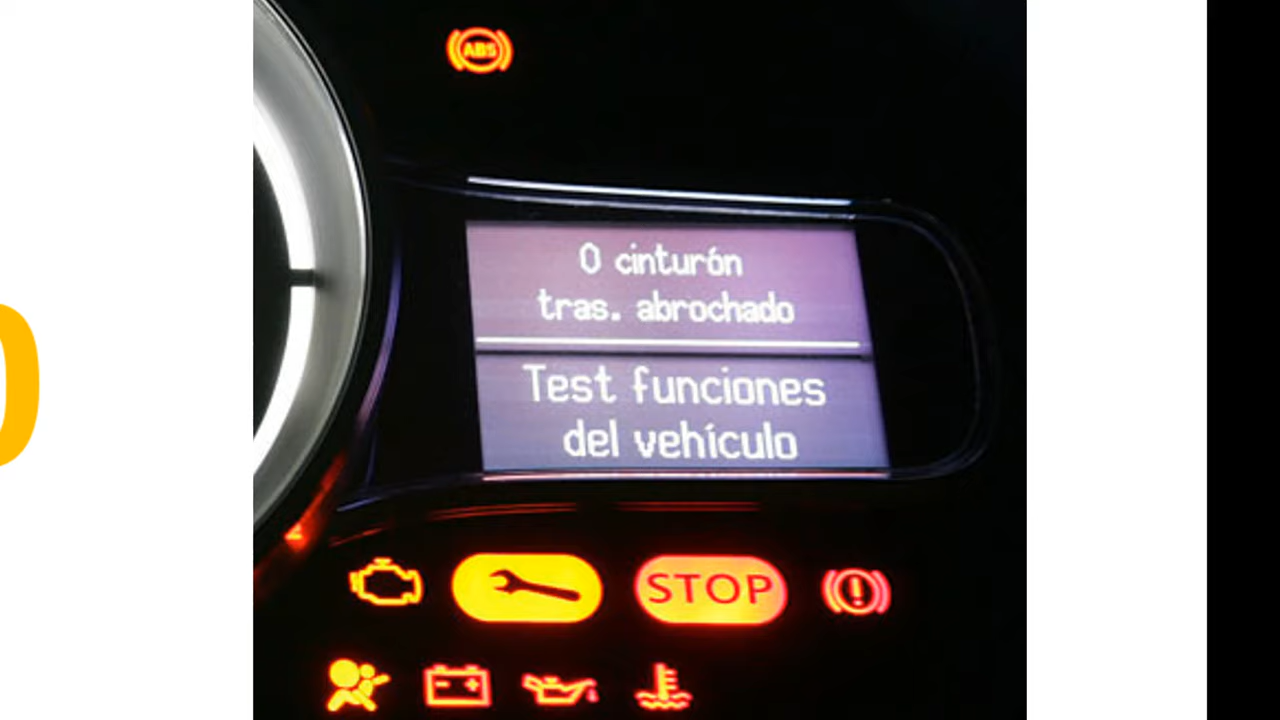 ABS
0 cinturón
tras. abrochado
Test funciones
del vehículo
STOP